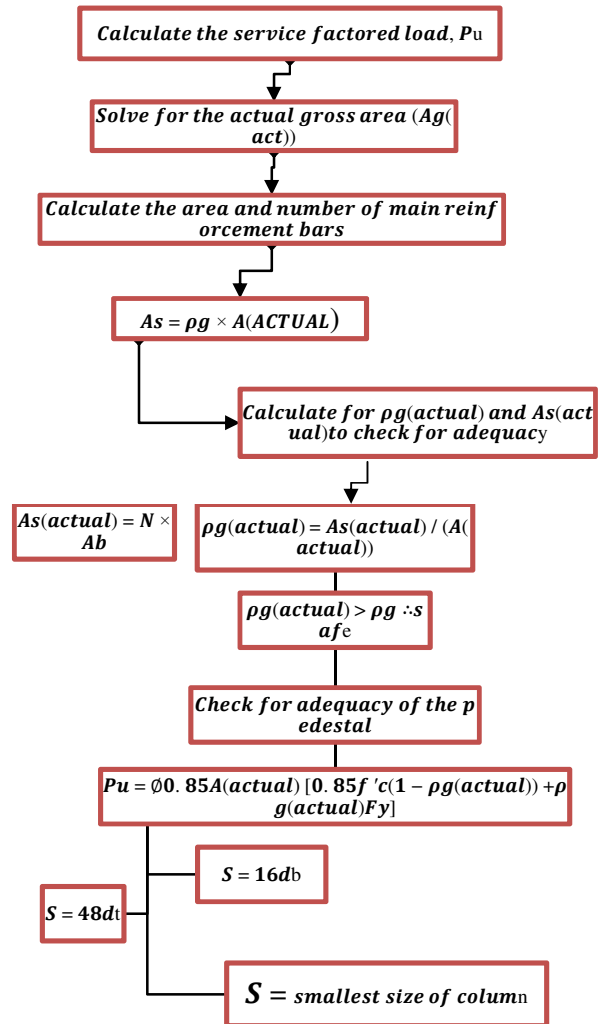 Calculate the service factored load, Pu
Solve for the actual gross area (Ag(
act))
Calculate the area and number of main reinf
orcement bars
As = ρg × A(ACTUAL)
Calculate for ρg(actual) and As(act
ual)to check for adequacy
As(actual) = N ×
Ab
ρg(actual) = As(actual) / (A(
actual))
ρg(actual) > ρg ∴s
afe
Check for adequacy of the p
edestal
Pu = ∅0. 85A(actual) [0. 85f ′c(1 − ρg(actual)) +ρ
g(actual)Fy]
S = 16db
S = 48dt
S = smallest size of column